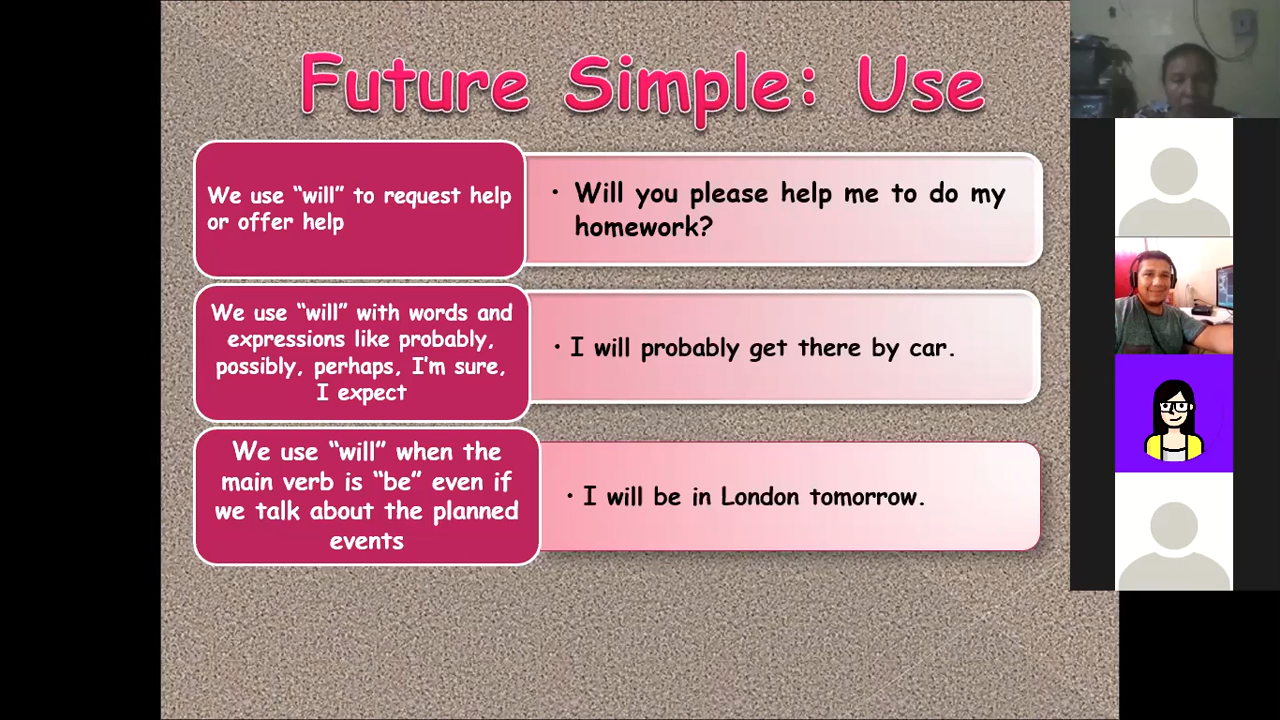 Future Simple: Use
We use “will” to request help
or offer help
• Will you please help me to do my
homework?
We use “will” with words and
expressions like probably,
possibly, perhaps, I’m sure,
I expect
• I will probably get there by car.
We use “will” when the
main verb is “be” even if
we talk about the planned
events
• I will be in London tomorrow.